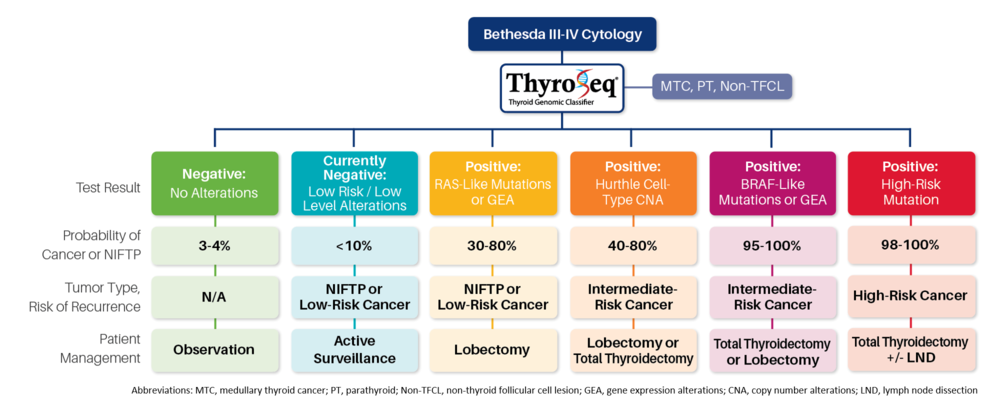 Bethesda III-IV Cytology
ThyroSeq®
Thyroid Genomic Classifier
MTC, PT, Non-TFCL
Test Result
Negative:
No Alterations
Currently
Negative:
Low Risk / Low
Level Alterations
Positive:
RAS-Like Mutations
or GEA
Positive:
Hurthle Cell-
Type CNA
Positive:
BRAF-Like
Mutations or GEA
Positive:
High-Risk
Mutation
Probability of
Cancer or NIFTP
3-4%
<10%
30-80%
40-80%
95-100%
98-100%
Tumor Type,
Risk of Recurrence
N/A
NIFTP or
Low-Risk Cancer
NIFTP or
Low-Risk Cancer
Intermediate-
Risk Cancer
Intermediate-
Risk Cancer
High-Risk Cancer
Patient
Management
Observation
Active
Surveillance
Lobectomy
Lobectomy or
Total Thyroidectomy
Total Thyroidectomy
or Lobectomy
Total Thyroidectomy
+/- LND
Abbreviations: MTC, medullary thyroid cancer; PT, parathyroid; Non-TFCL, non-thyroid follicular cell lesion; GEA, gene expression alterations; CNA, copy number alterations; LND, lymph node dissection